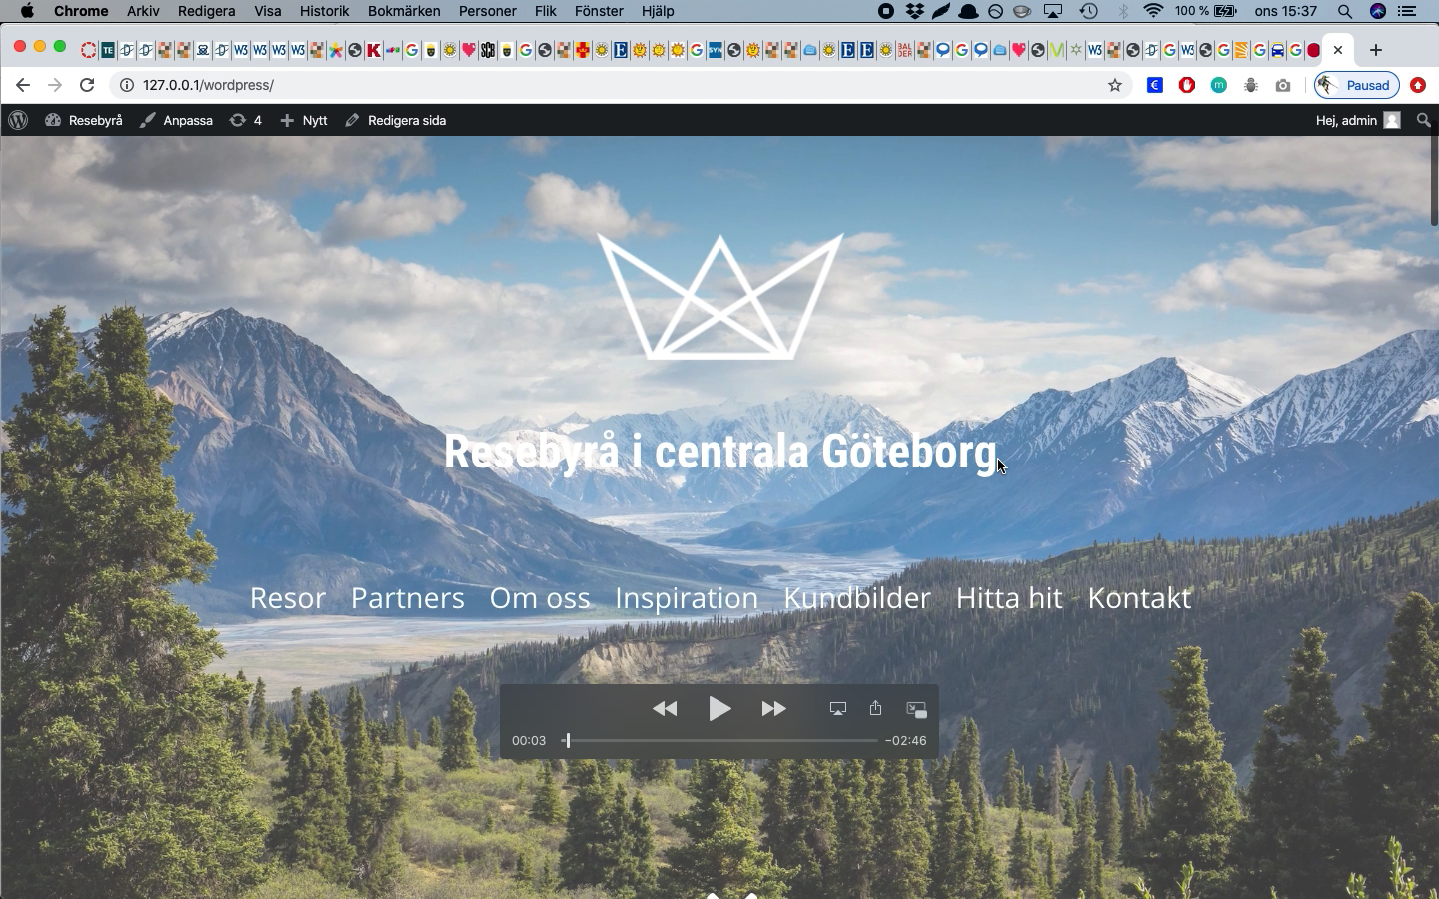 Chrome Arkiv Redigera Visa Historik Bokmärken Personer Flik Fönster Hjälp 100 % ons 15:37
127.0.0.1/wordpress/ Pausad
Resebyrå Anpassa 4 Nytt Redigera sida Hej, admin
Resebyrå i centrala Göteborg
Resor Partners Om oss Inspiration Kundbilder Hitta hit Kontakt
00:03 −02:46